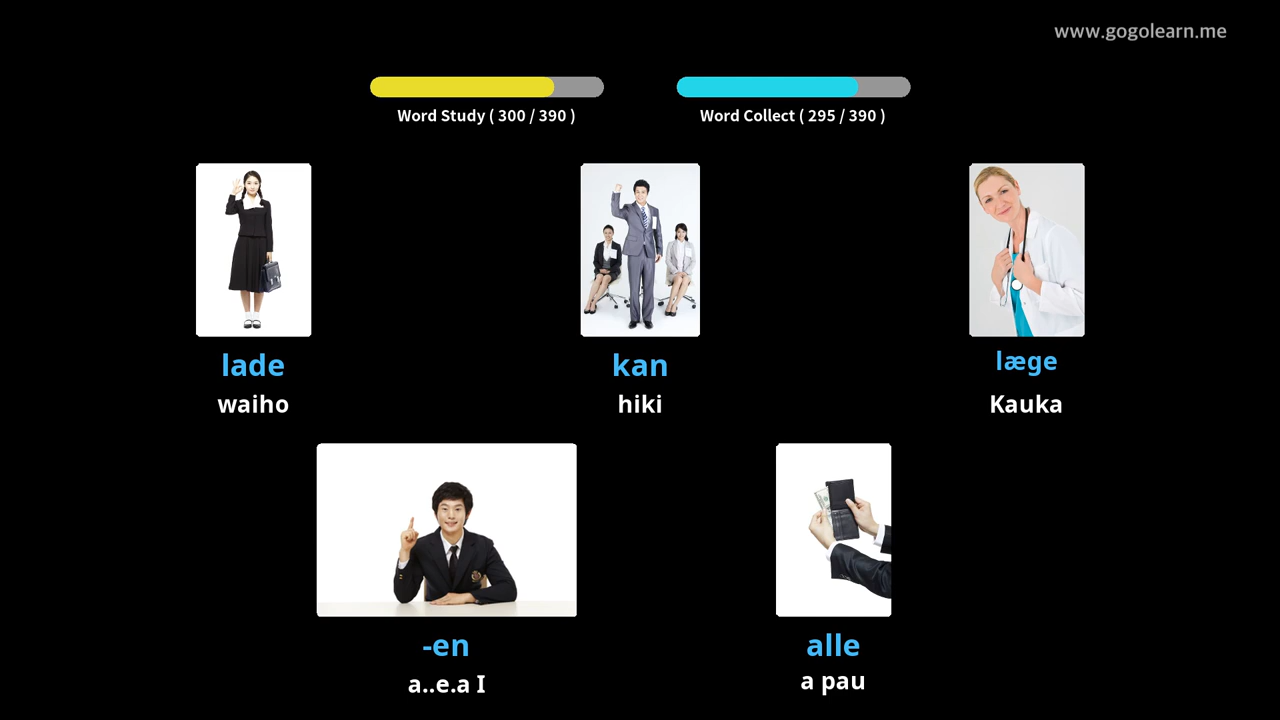 www.gogolearn.me
Word Study ( 300 / 390 )
Word Collect ( 295 / 390 )
lade
waiho
kan
hiki
læge
Kauka
-en
a..e.a I
alle
a pau